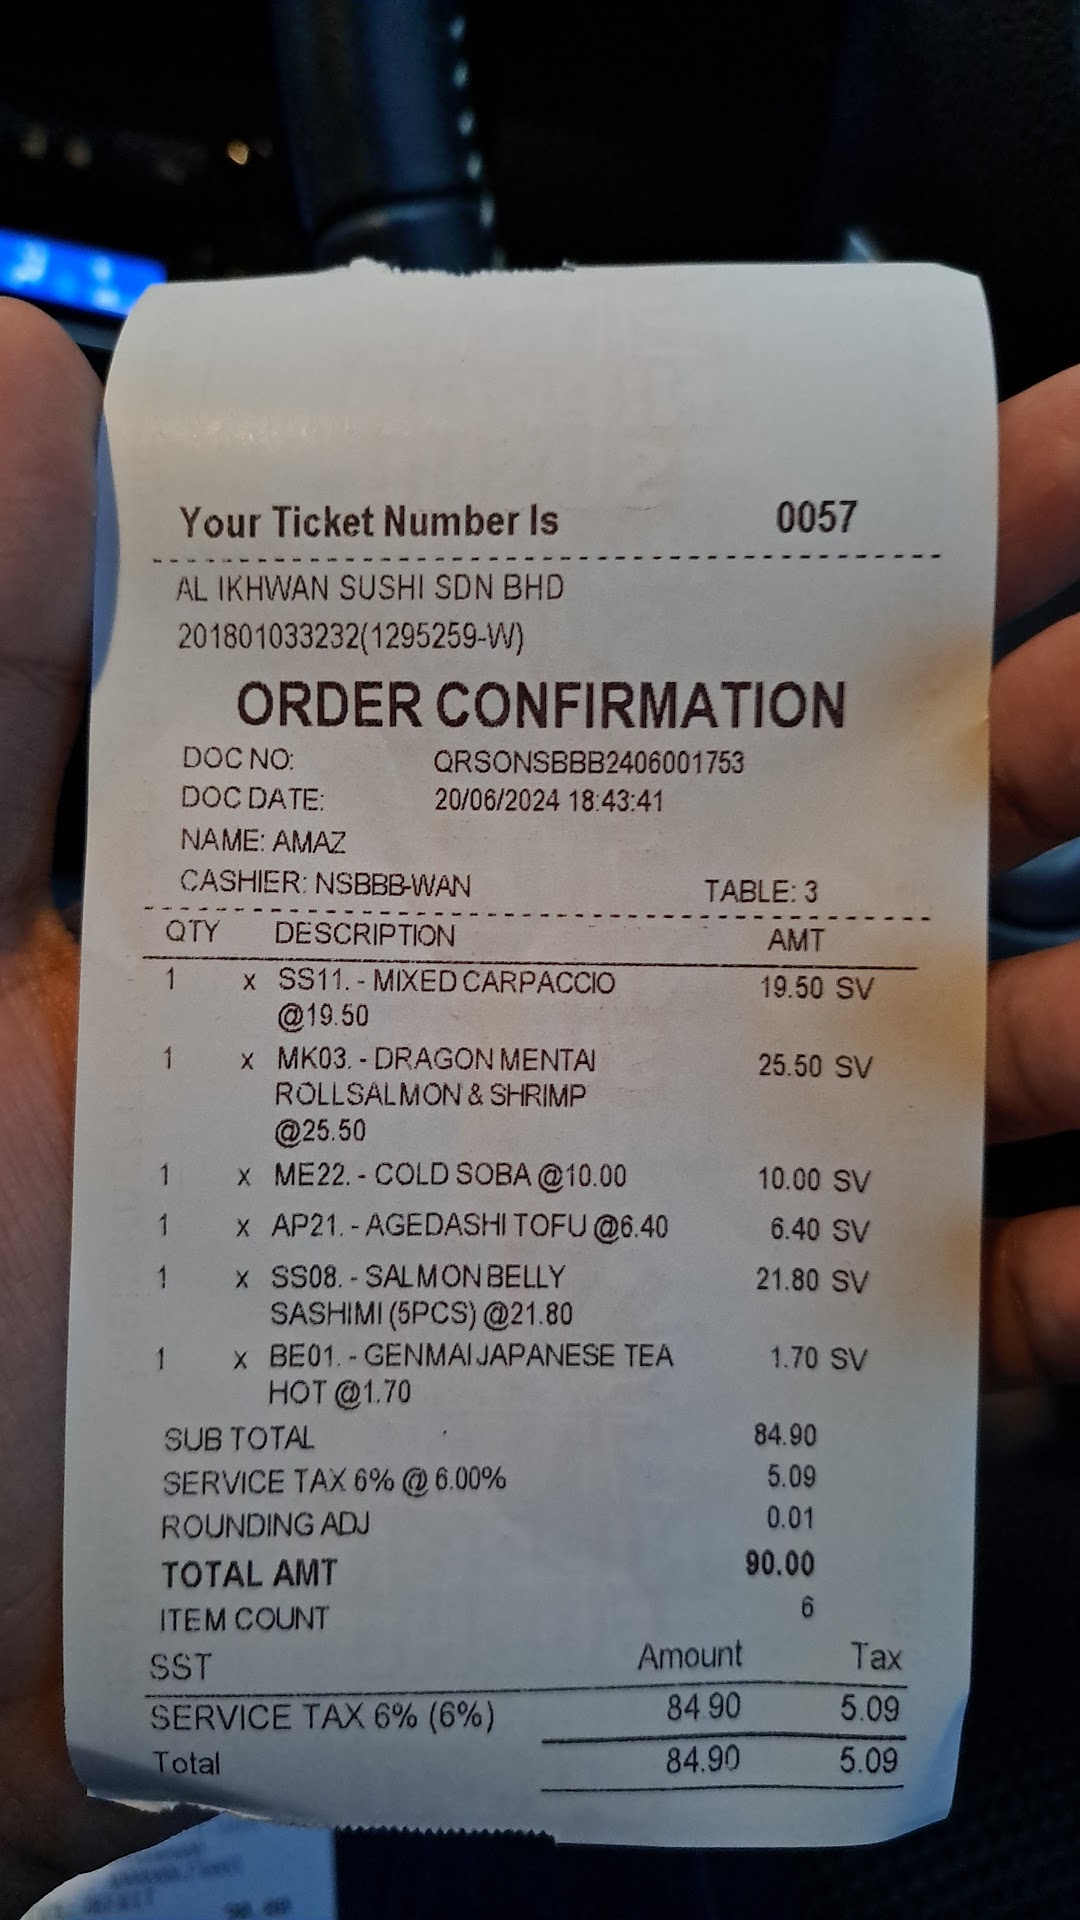 Your Ticket Number Is 0057
AL IKHWAN SUSHI SDN BHD
201801033232(1295259-W)
ORDER CONFIRMATION
DOC NO: QRSONSBBB2406001753
DOC DATE: 20/06/2024 18:43:41
NAME: AMAZ
CASHIER: NSBBB-WAN TABLE: 3
QTY DESCRIPTION AMT
1 x SS11. - MIXED CARPACCIO 19.50 SV
@19.50
1 x MK03. - DRAGON MENTAI 25.50 SV
ROLLSALMON & SHRIMP
@25.50
1 x ME22. - COLD SOBA @10.00 10.00 SV
1 x AP21. - AGEDASHI TOFU @6.40 6.40 SV
1 x SS08. - SALMON BELLY 21.80 SV
SASHIMI (5PCS) @21.80
1 x BE01. - GENMAI JAPANESE TEA 1.70 SV
HOT @1.70
SUB TOTAL 84.90
SERVICE TAX 6% @ 6.00% 5.09
ROUNDING ADJ 0.01
TOTAL AMT 90.00
ITEM COUNT 6
SST Amount Tax
SERVICE TAX 6% (6%) 84.90 5.09
Total 84.90 5.09